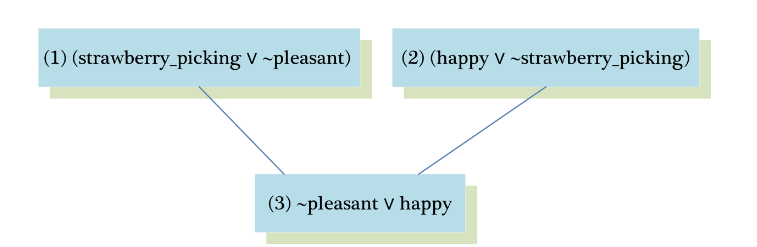 (1) (strawberry_picking ∨ ~pleasant)
(2) (happy ∨ ~strawberry_picking)
(3) ~pleasant ∨ happy